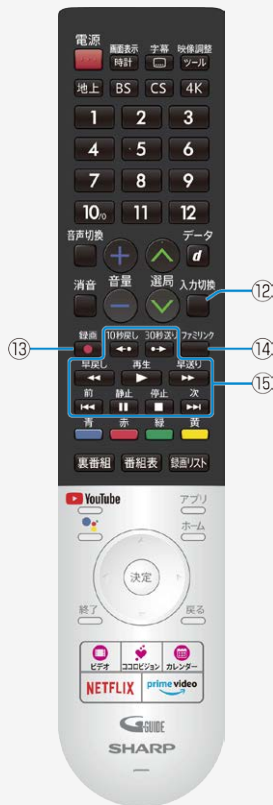 電源 画面表示 字幕 映像調整
時計 ツール
地上 BS CS 4K
1 2 3
4 5 6
7 8 9
10/0 11 12
音声切換 データ
+ d
消音 音量 選局 入力切換
⑫
録画 10秒戻し 30秒送り ファミリンク
⑬
⑭
早戻し 再生 早送り
⑮
前 静止 停止 次
青 赤 緑 黄
裏番組 番組表 録画リスト
YouTube アプリ
ホーム
決定
終了 戻る
ビデオ ココロビジョン カレンダー
NETFLIX prime video
G-GUIDE
SHARP